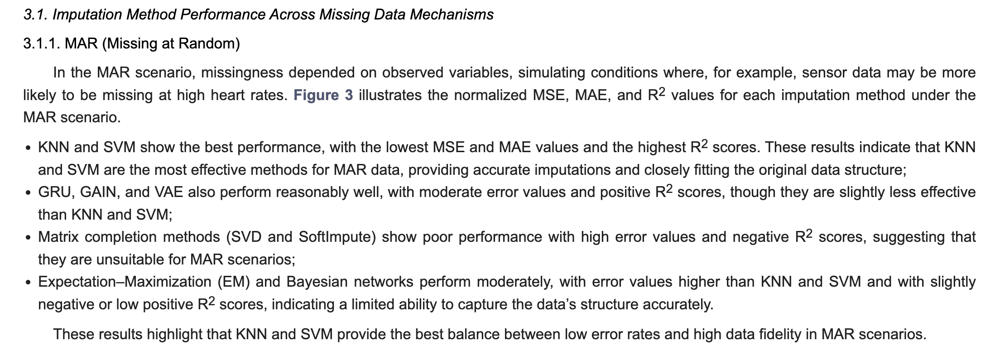 3.1. Imputation Method Performance Across Missing Data Mechanisms
3.1.1. MAR (Missing at Random)
In the MAR scenario, missingness depended on observed variables, simulating conditions where, for example, sensor data may be more
likely to be missing at high heart rates. Figure 3 illustrates the normalized MSE, MAE, and R² values for each imputation method under the
MAR scenario.
• KNN and SVM show the best performance, with the lowest MSE and MAE values and the highest R² scores. These results indicate that KNN
and SVM are the most effective methods for MAR data, providing accurate imputations and closely fitting the original data structure;
• GRU, GAIN, and VAE also perform reasonably well, with moderate error values and positive R² scores, though they are slightly less effective
than KNN and SVM;
• Matrix completion methods (SVD and SoftImpute) show poor performance with high error values and negative R² scores, suggesting that
they are unsuitable for MAR scenarios;
• Expectation–Maximization (EM) and Bayesian networks perform moderately, with error values higher than KNN and SVM and with slightly
negative or low positive R² scores, indicating a limited ability to capture the data’s structure accurately.
These results highlight that KNN and SVM provide the best balance between low error rates and high data fidelity in MAR scenarios.